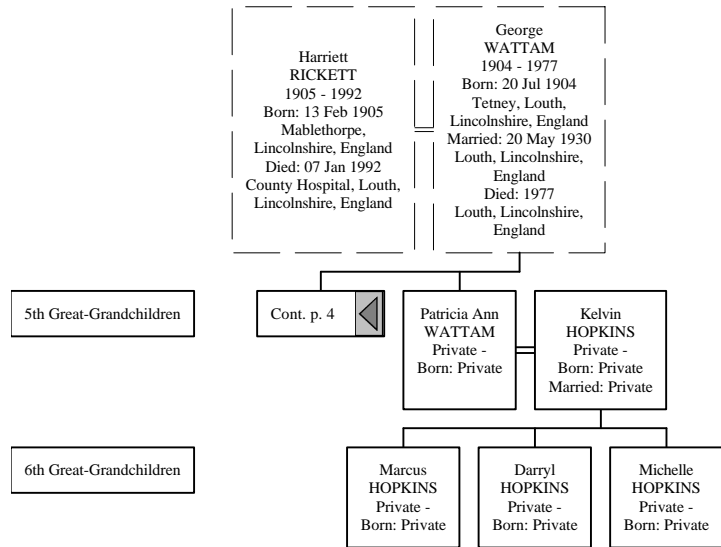 Harriett
RICKETT
1905 - 1992
Born: 13 Feb 1905
Mablethorpe,
Lincolnshire, England
Died: 07 Jan 1992
County Hospital, Louth,
Lincolnshire, England
George
WATTAM
1904 - 1977
Born: 20 Jul 1904
Tetney, Louth,
Lincolnshire, England
Married: 20 May 1930
Louth, Lincolnshire,
England
Died: 1977
Louth, Lincolnshire,
England
5th Great-Grandchildren
Cont. p. 4
Patricia Ann
WATTAM
Private -
Born: Private
Kelvin
HOPKINS
Private -
Born: Private
Married: Private
6th Great-Grandchildren
Marcus
HOPKINS
Private -
Born: Private
Darryl
HOPKINS
Private -
Born: Private
Michelle
HOPKINS
Private -
Born: Private